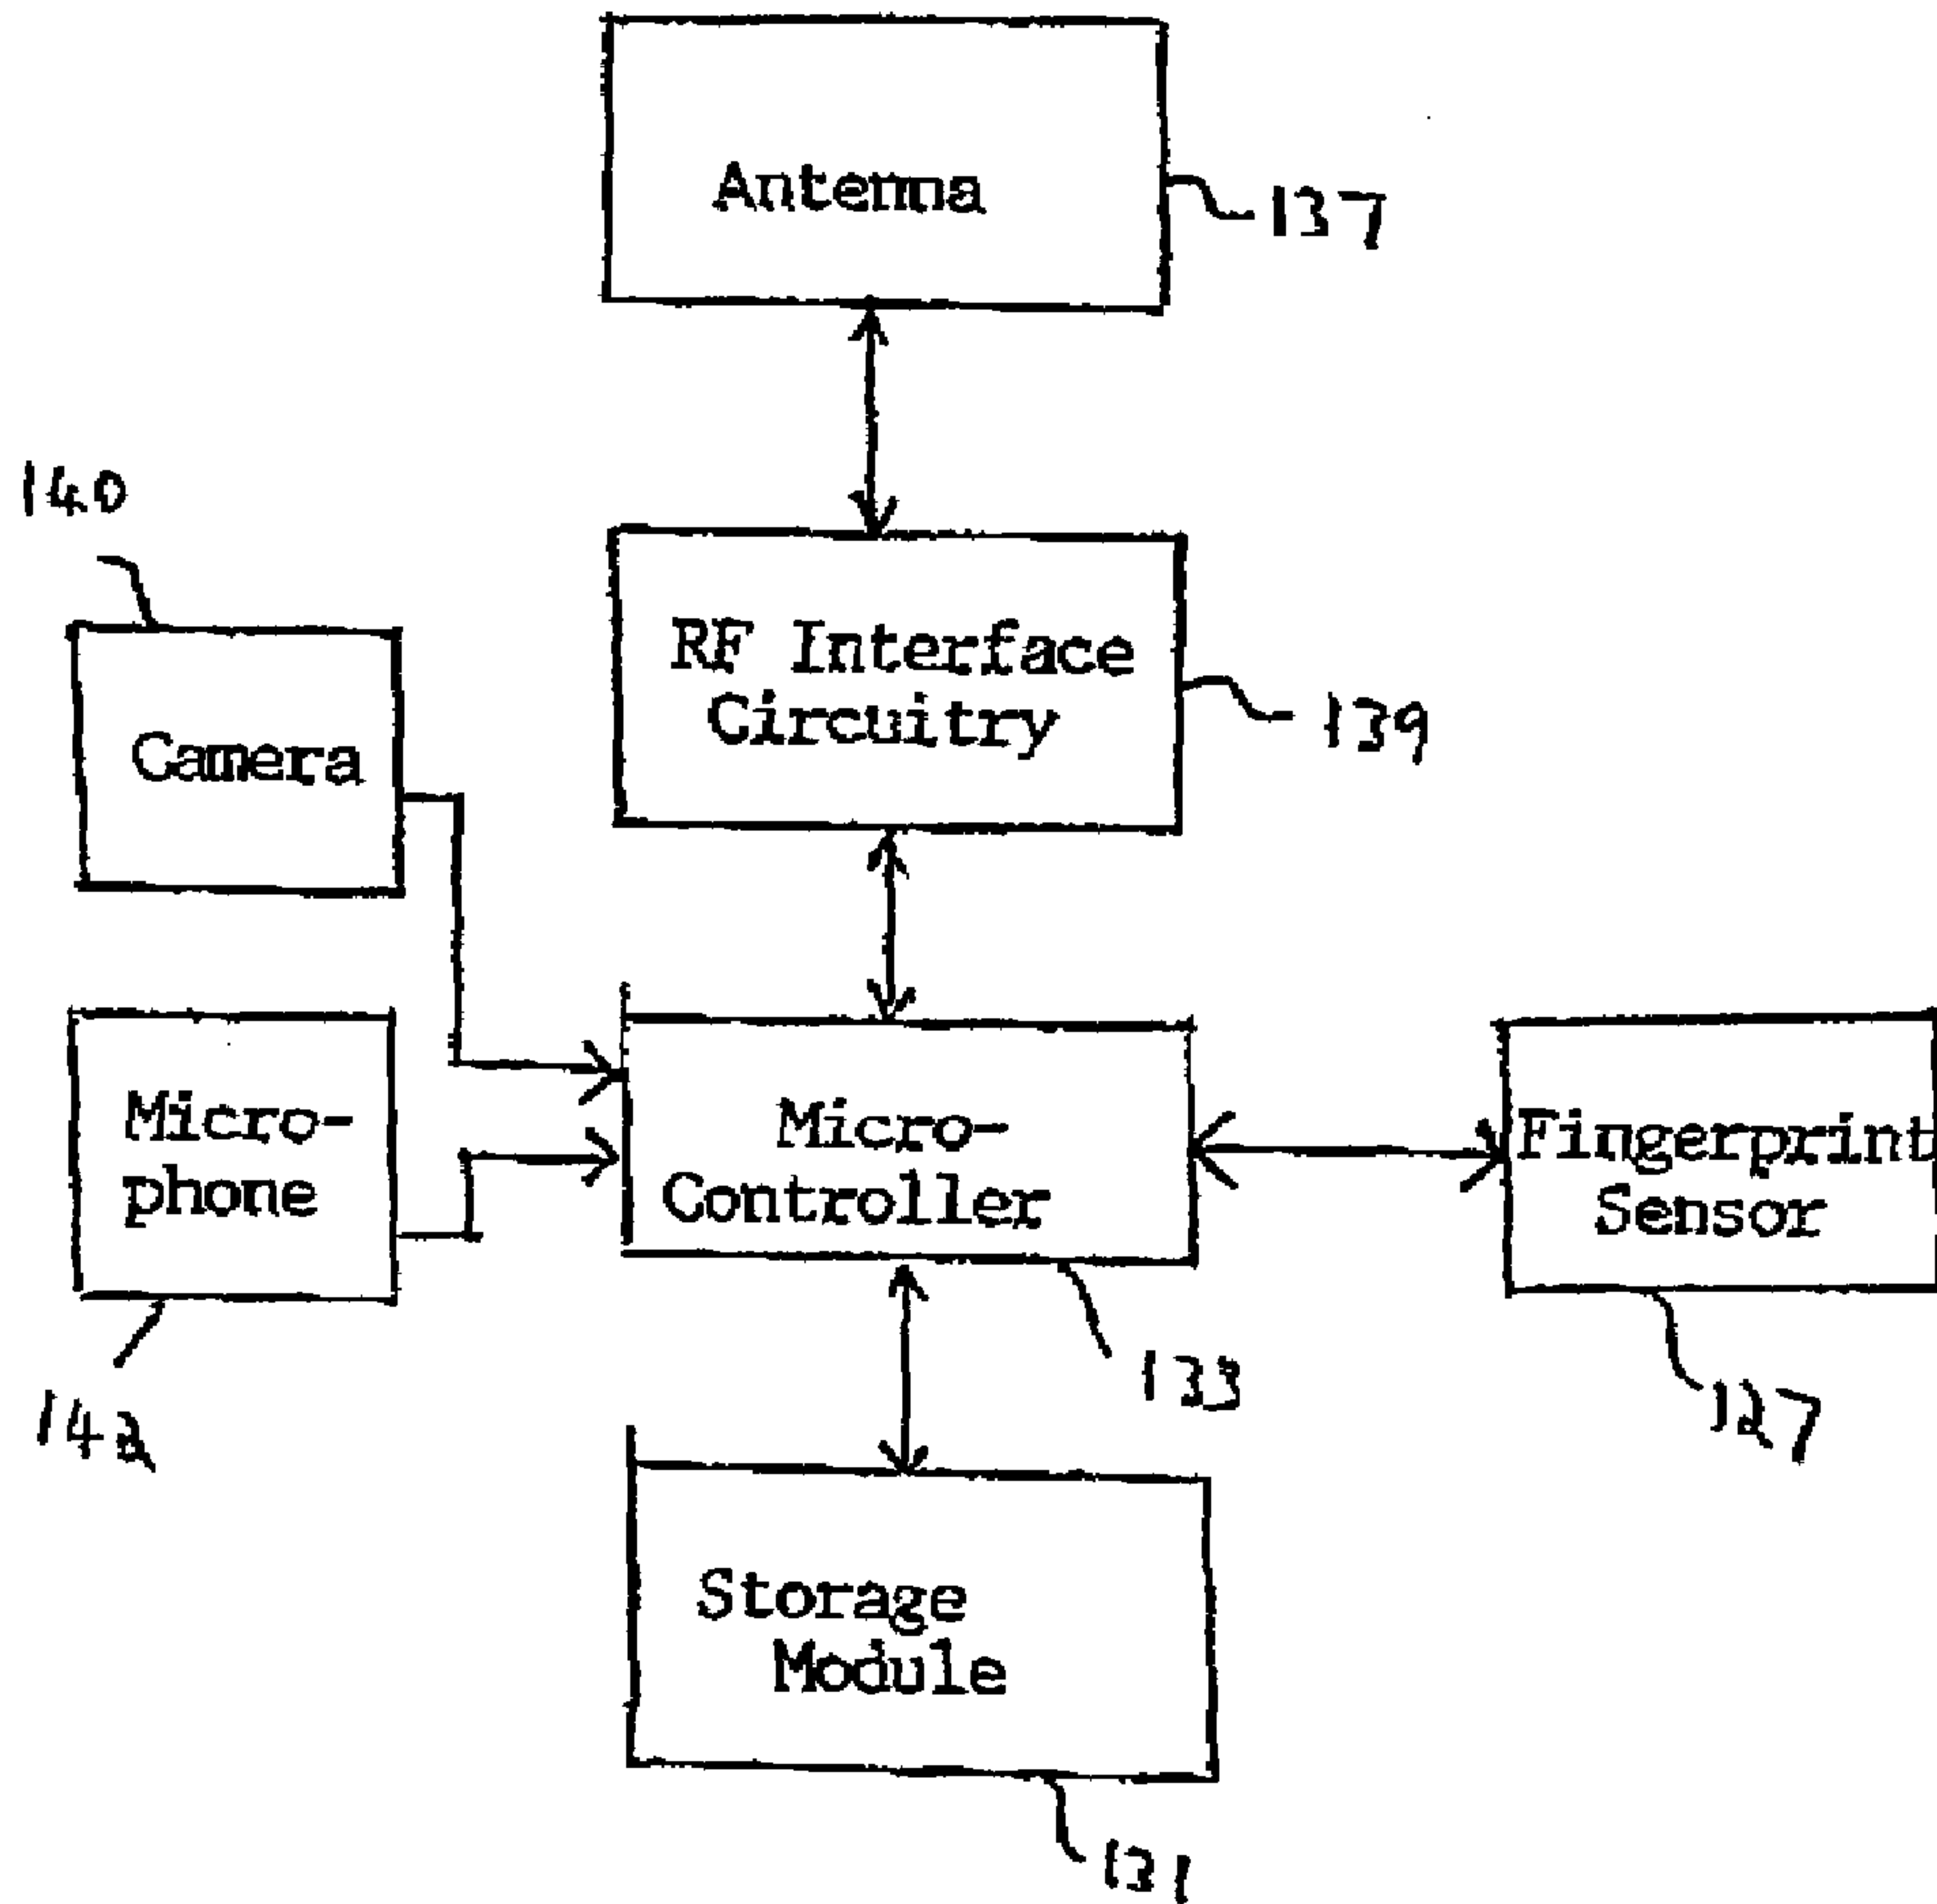 Antenna
137
140
RF Interface
Circuitry
139
Camera
Micro-
phone
142
Micro-
Controller
133
Fingerprint
Sensor
127
Storage
Module
131